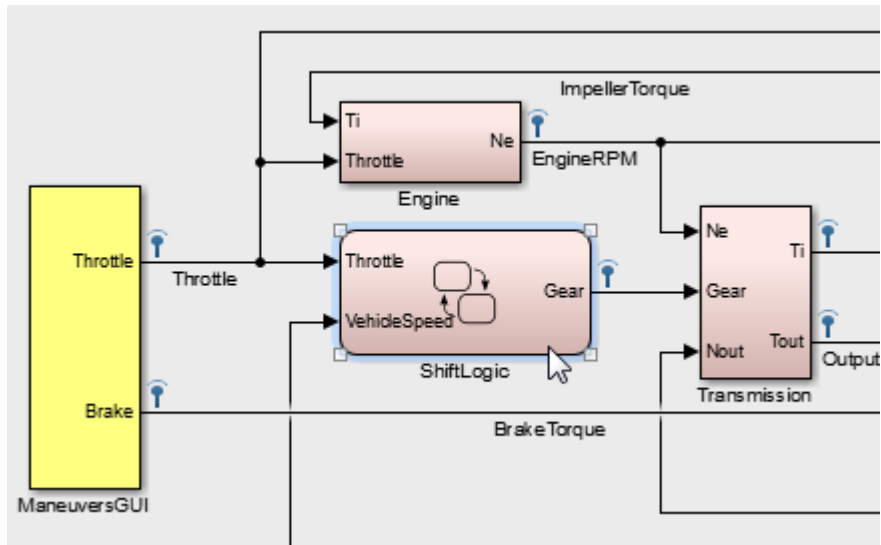 ImpellerTorque
Ti
Throttle
Ne
EngineRPM
Engine
Throttle
Brake
ManeuversGUI
Throttle
Throttle
VehicleSpeed
Gear
ShiftLogic
Ne
Gear
Nout
Ti
Tout
Output
Transmission
BrakeTorque